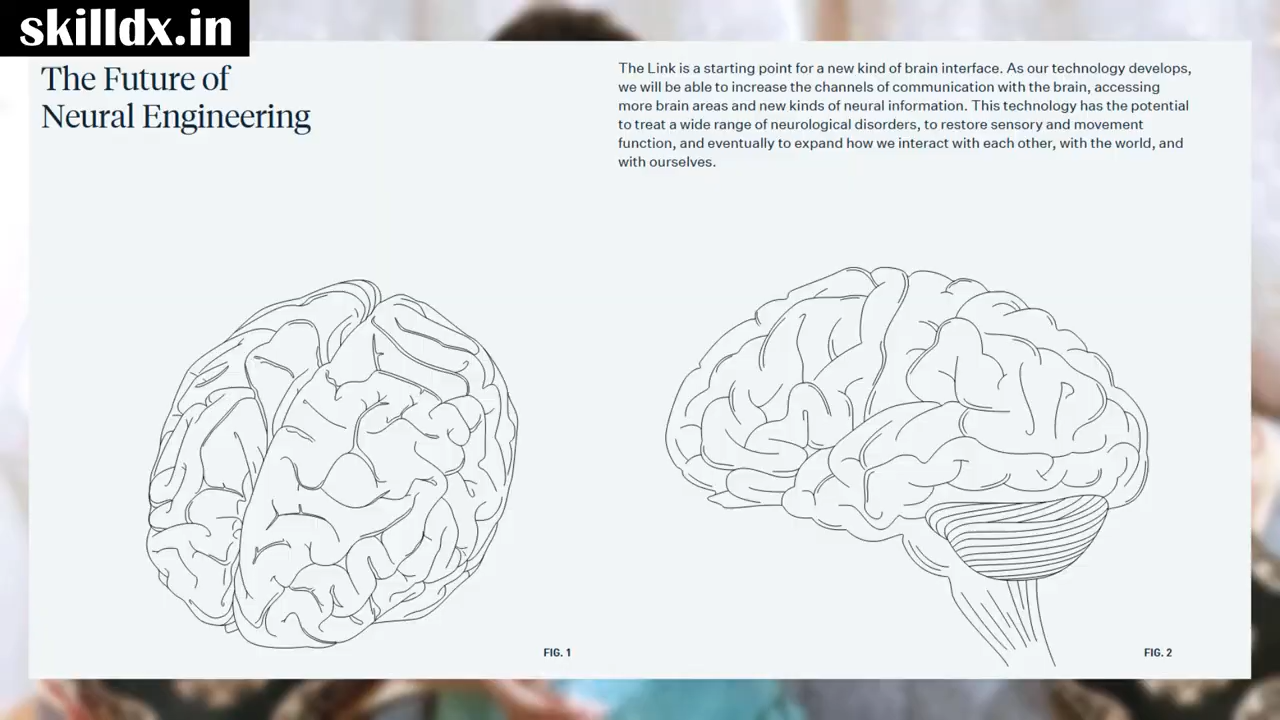 skilldx.in
The Future of
Neural Engineering
The Link is a starting point for a new kind of brain interface. As our technology develops,
we will be able to increase the channels of communication with the brain, accessing
more brain areas and new kinds of neural information. This technology has the potential
to treat a wide range of neurological disorders, to restore sensory and movement
function, and eventually to expand how we interact with each other, with the world, and
with ourselves.
FIG. 1
FIG. 2